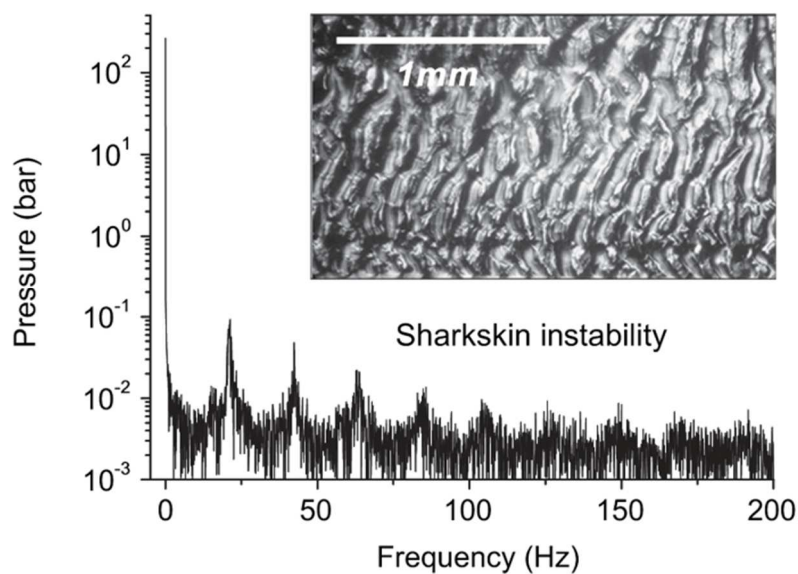 1mm
10²
10¹
10⁰
10⁻¹
10⁻²
10⁻³
Pressure (bar)
Sharkskin instability
0 50 100 150 200
Frequency (Hz)